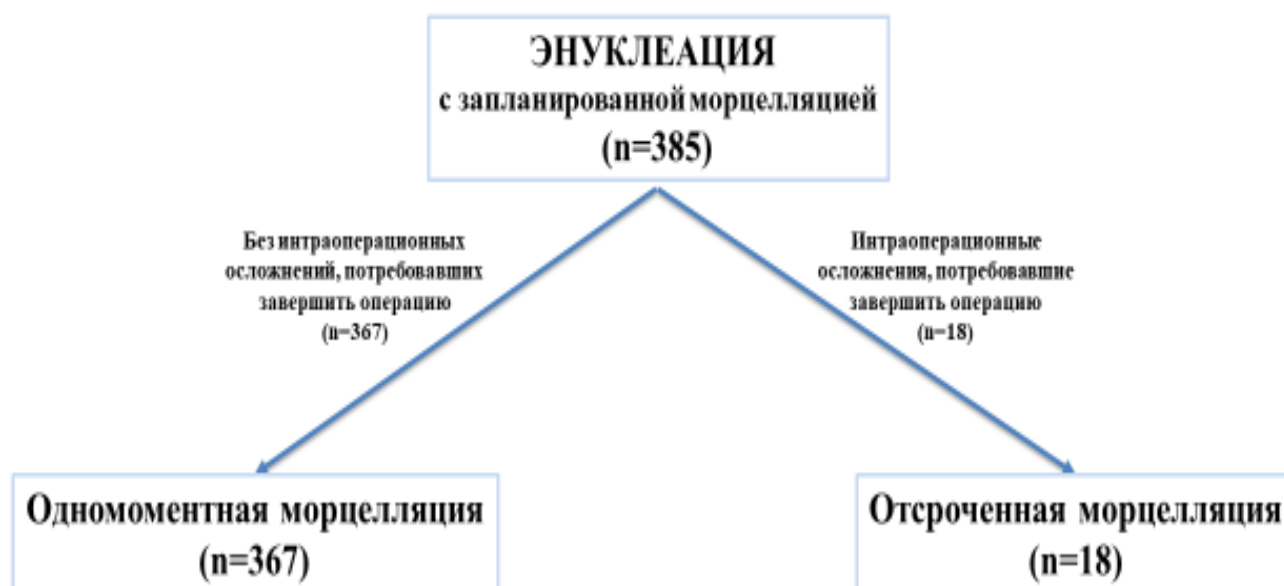 ЭНУКЛЕАЦИЯ
с запланированной морцелляцией
(n=385)
Без интраоперационных
осложнений, потребовавших
завершить операцию
(n=367)
Интраоперационные
осложнения, потребовавшие
завершить операцию
(n=18)
Одномоментная морцелляция
(n=367)
Отсроченная морцелляция
(n=18)